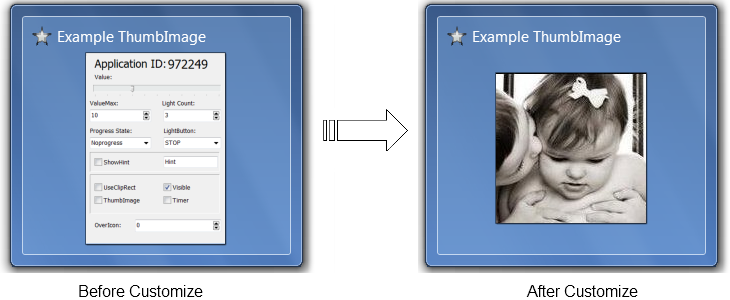 Example ThumbImage
Application ID: 972249
Value:
ValueMax: Light Count:
10 3
Progress State: LightButton:
Noprogress STOP
ShowHint Hint
UseClipRect Visible
ThumbImage Timer
OverIcon: 0
Before Customize
Example ThumbImage
After Customize